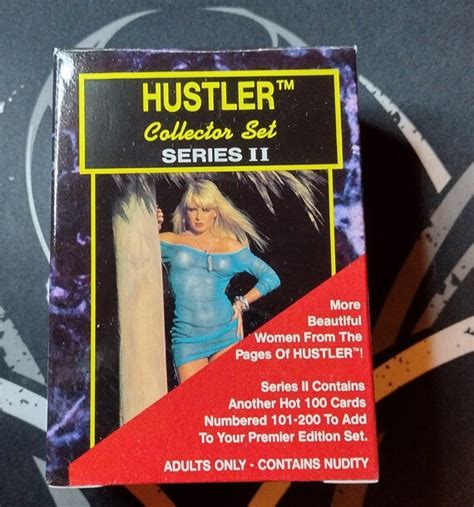 HUSTLER™
Collector Set
SERIES II
More
Beautiful
Women From The
Pages Of HUSTLER™!
Series II Contains
Another Hot 100 Cards
Numbered 101-200 To Add
To Your Premier Edition Set.
ADULTS ONLY - CONTAINS NUDITY